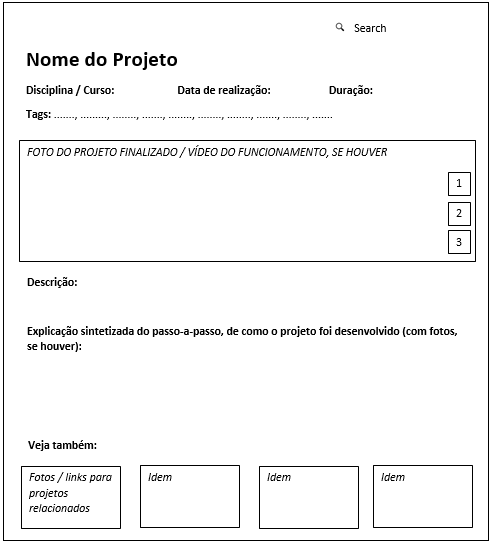 Search
Nome do Projeto
Disciplina / Curso: Data de realização: Duração:
Tags: ......., ........., ........, ......., ........, ........, ........, ......., ........, .......
FOTO DO PROJETO FINALIZADO / VÍDEO DO FUNCIONAMENTO, SE HOUVER
1
2
3
Descrição:
Explicação sintetizada do passo-a-passo, de como o projeto foi desenvolvido (com fotos,
se houver):
Veja também:
Fotos / links para
projetos
relacionados
Idem
Idem
Idem